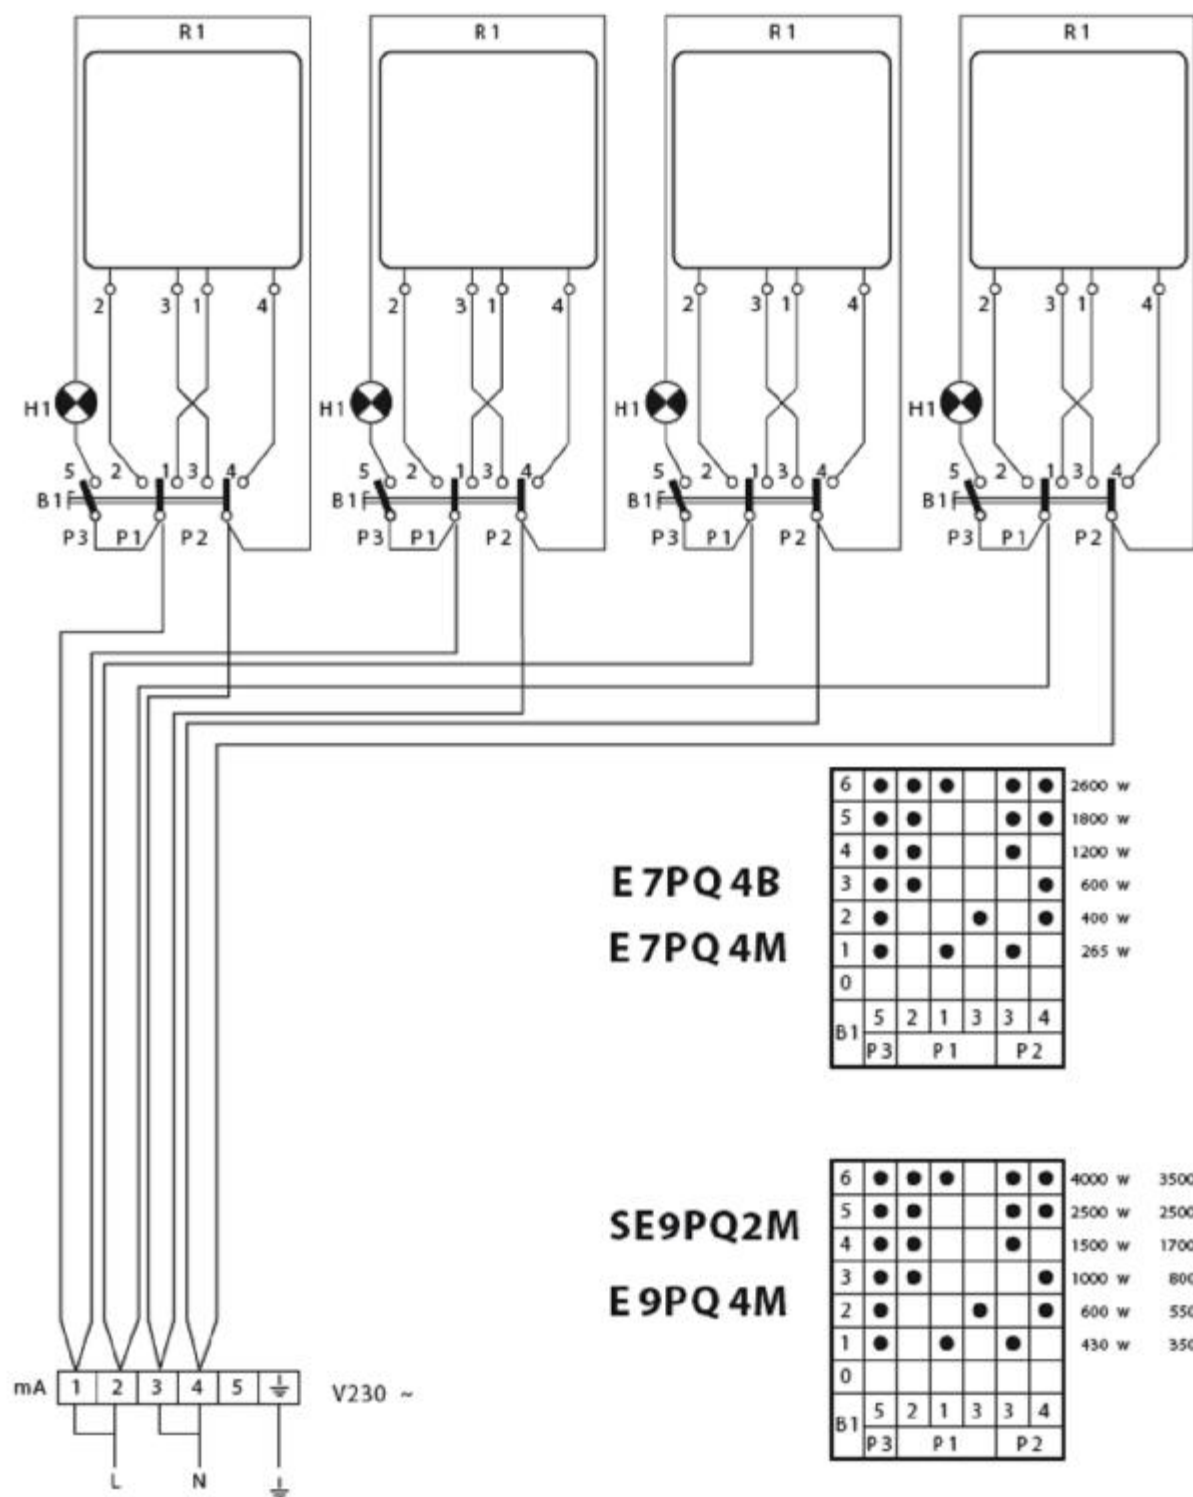 R1 R1 R1 R1
2 3 1 4 2 3 1 4 2 3 1 4 2 3 1 4
H1 H1 H1 H1
5 2 1 3 4 5 2 1 3 4 5 2 1 3 4 5 2 1 3 4
B1 B1 B1 B1
P3 P1 P2 P3 P1 P2 P3 P1 P2 P3 P1 P2
E7PQ4B
E7PQ4M
6 2600 w
5 1800 w
4 1200 w
3 600 w
2 400 w
1 265 w
0
B1 5 2 1 3 3 4
P3 P1 P2
SE9PQ2M
E9PQ4M
6 4000 w 3500
5 2500 w 2500
4 1500 w 1700
3 1000 w 800
2 600 w 550
1 430 w 350
0
B1 5 2 1 3 3 4
P3 P1 P2
mA 1 2 3 4 5 V230 ~
L N